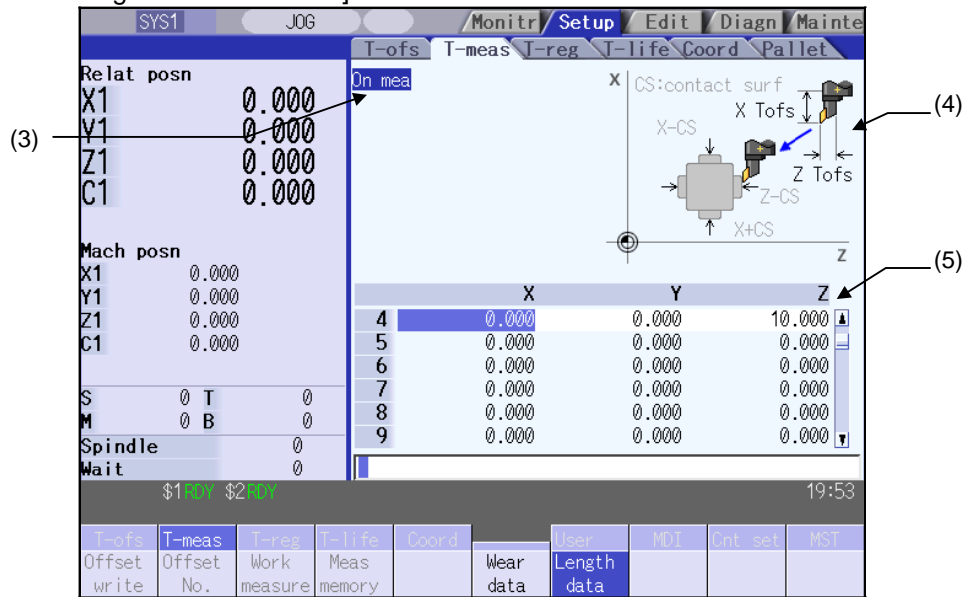 SYS1 JOG Monitr Setup Edit Diagn Mainte
T-ofs T-meas T-reg T-life Coord Pallet
Relat posn
X1 0.000
Y1 0.000
Z1 0.000
C1 0.000
Mach posn
X1 0.000
Y1 0.000
Z1 0.000
C1 0.000
S 0 T 0
M 0 B 0
Spindle 0
Wait 0
On mea
(3)
X CS:contact surf
X Tofs
(4)
X-CS
Z Tofs
Z-CS
X+CS
Z
(5)
X Y Z
4 0.000 0.000 10.000
5 0.000 0.000 0.000
6 0.000 0.000 0.000
7 0.000 0.000 0.000
8 0.000 0.000 0.000
9 0.000 0.000 0.000
$1 RDY $2 RDY 19:53
T-ofs T-meas T-reg T-life Coord User MDI Cnt set MST
Offset Offset Work Meas Wear Length
write No. measure memory data data